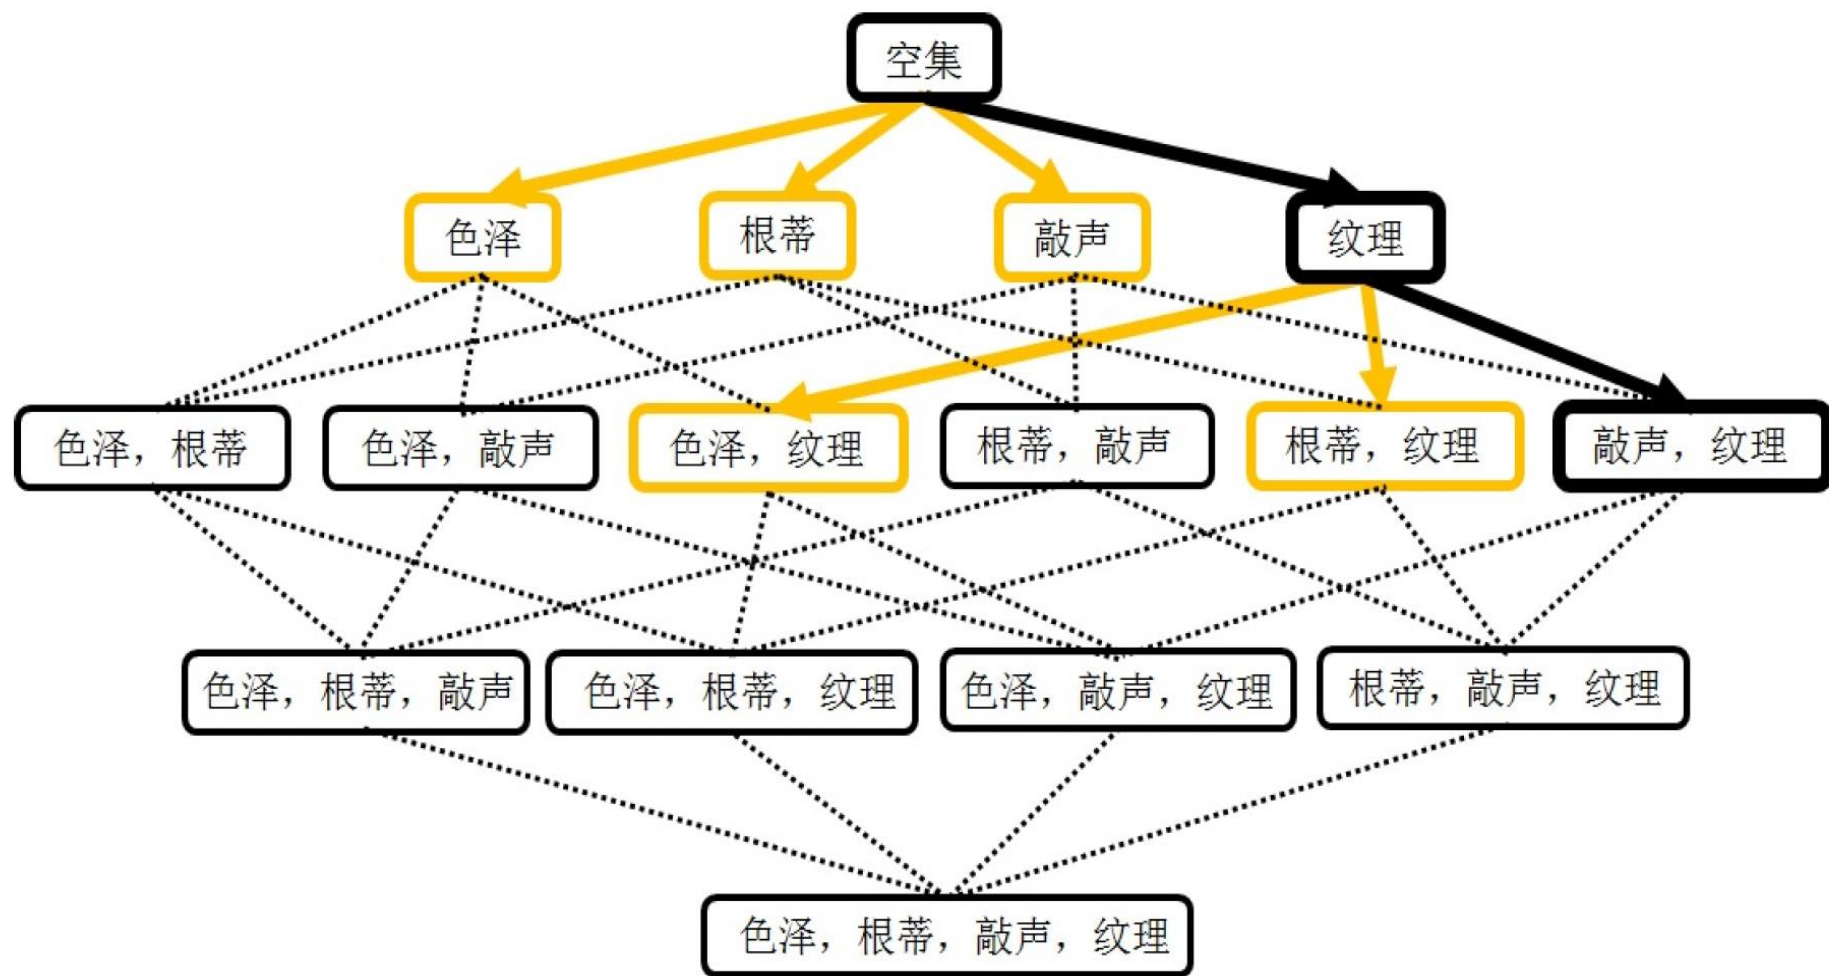 空集
色泽
根蒂
敲声
纹理
色泽，根蒂
色泽，敲声
色泽，纹理
根蒂，敲声
根蒂，纹理
敲声，纹理
色泽，根蒂，敲声
色泽，根蒂，纹理
色泽，敲声，纹理
根蒂，敲声，纹理
色泽，根蒂，敲声，纹理